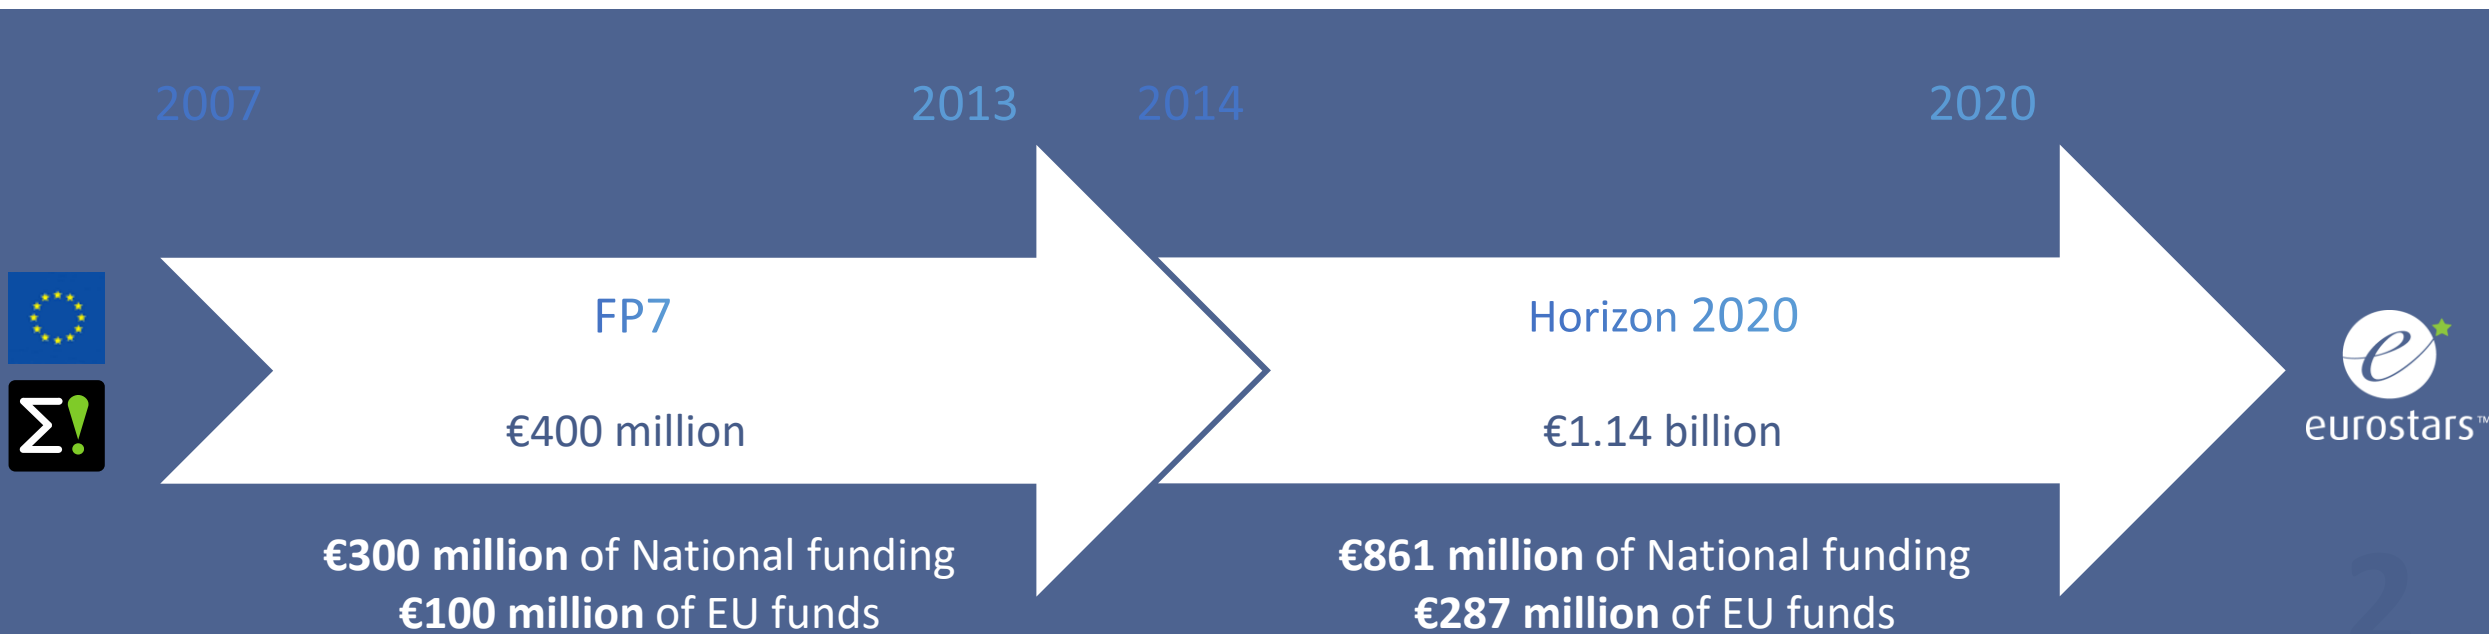 2007
2013
2014
2020
FP7
Horizon 2020
€400 million
€1.14 billion
Σ!
eurostars™
€300 million of National funding
€100 million of EU funds
€861 million of National funding
€287 million of EU funds
2